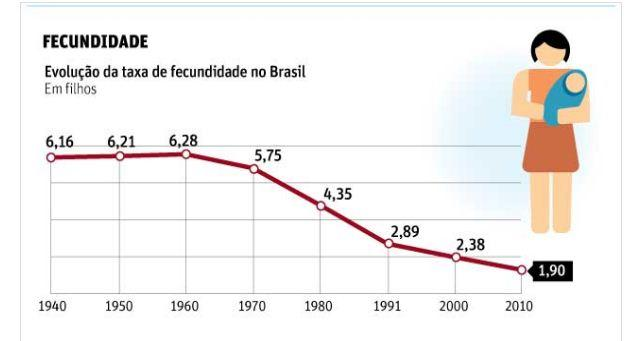 FECUNDIDADE
Evolução da taxa de fecundidade no Brasil
Em filhos
6,16 6,21 6,28 5,75 4,35 2,89 2,38 1,90
1940 1950 1960 1970 1980 1991 2000 2010